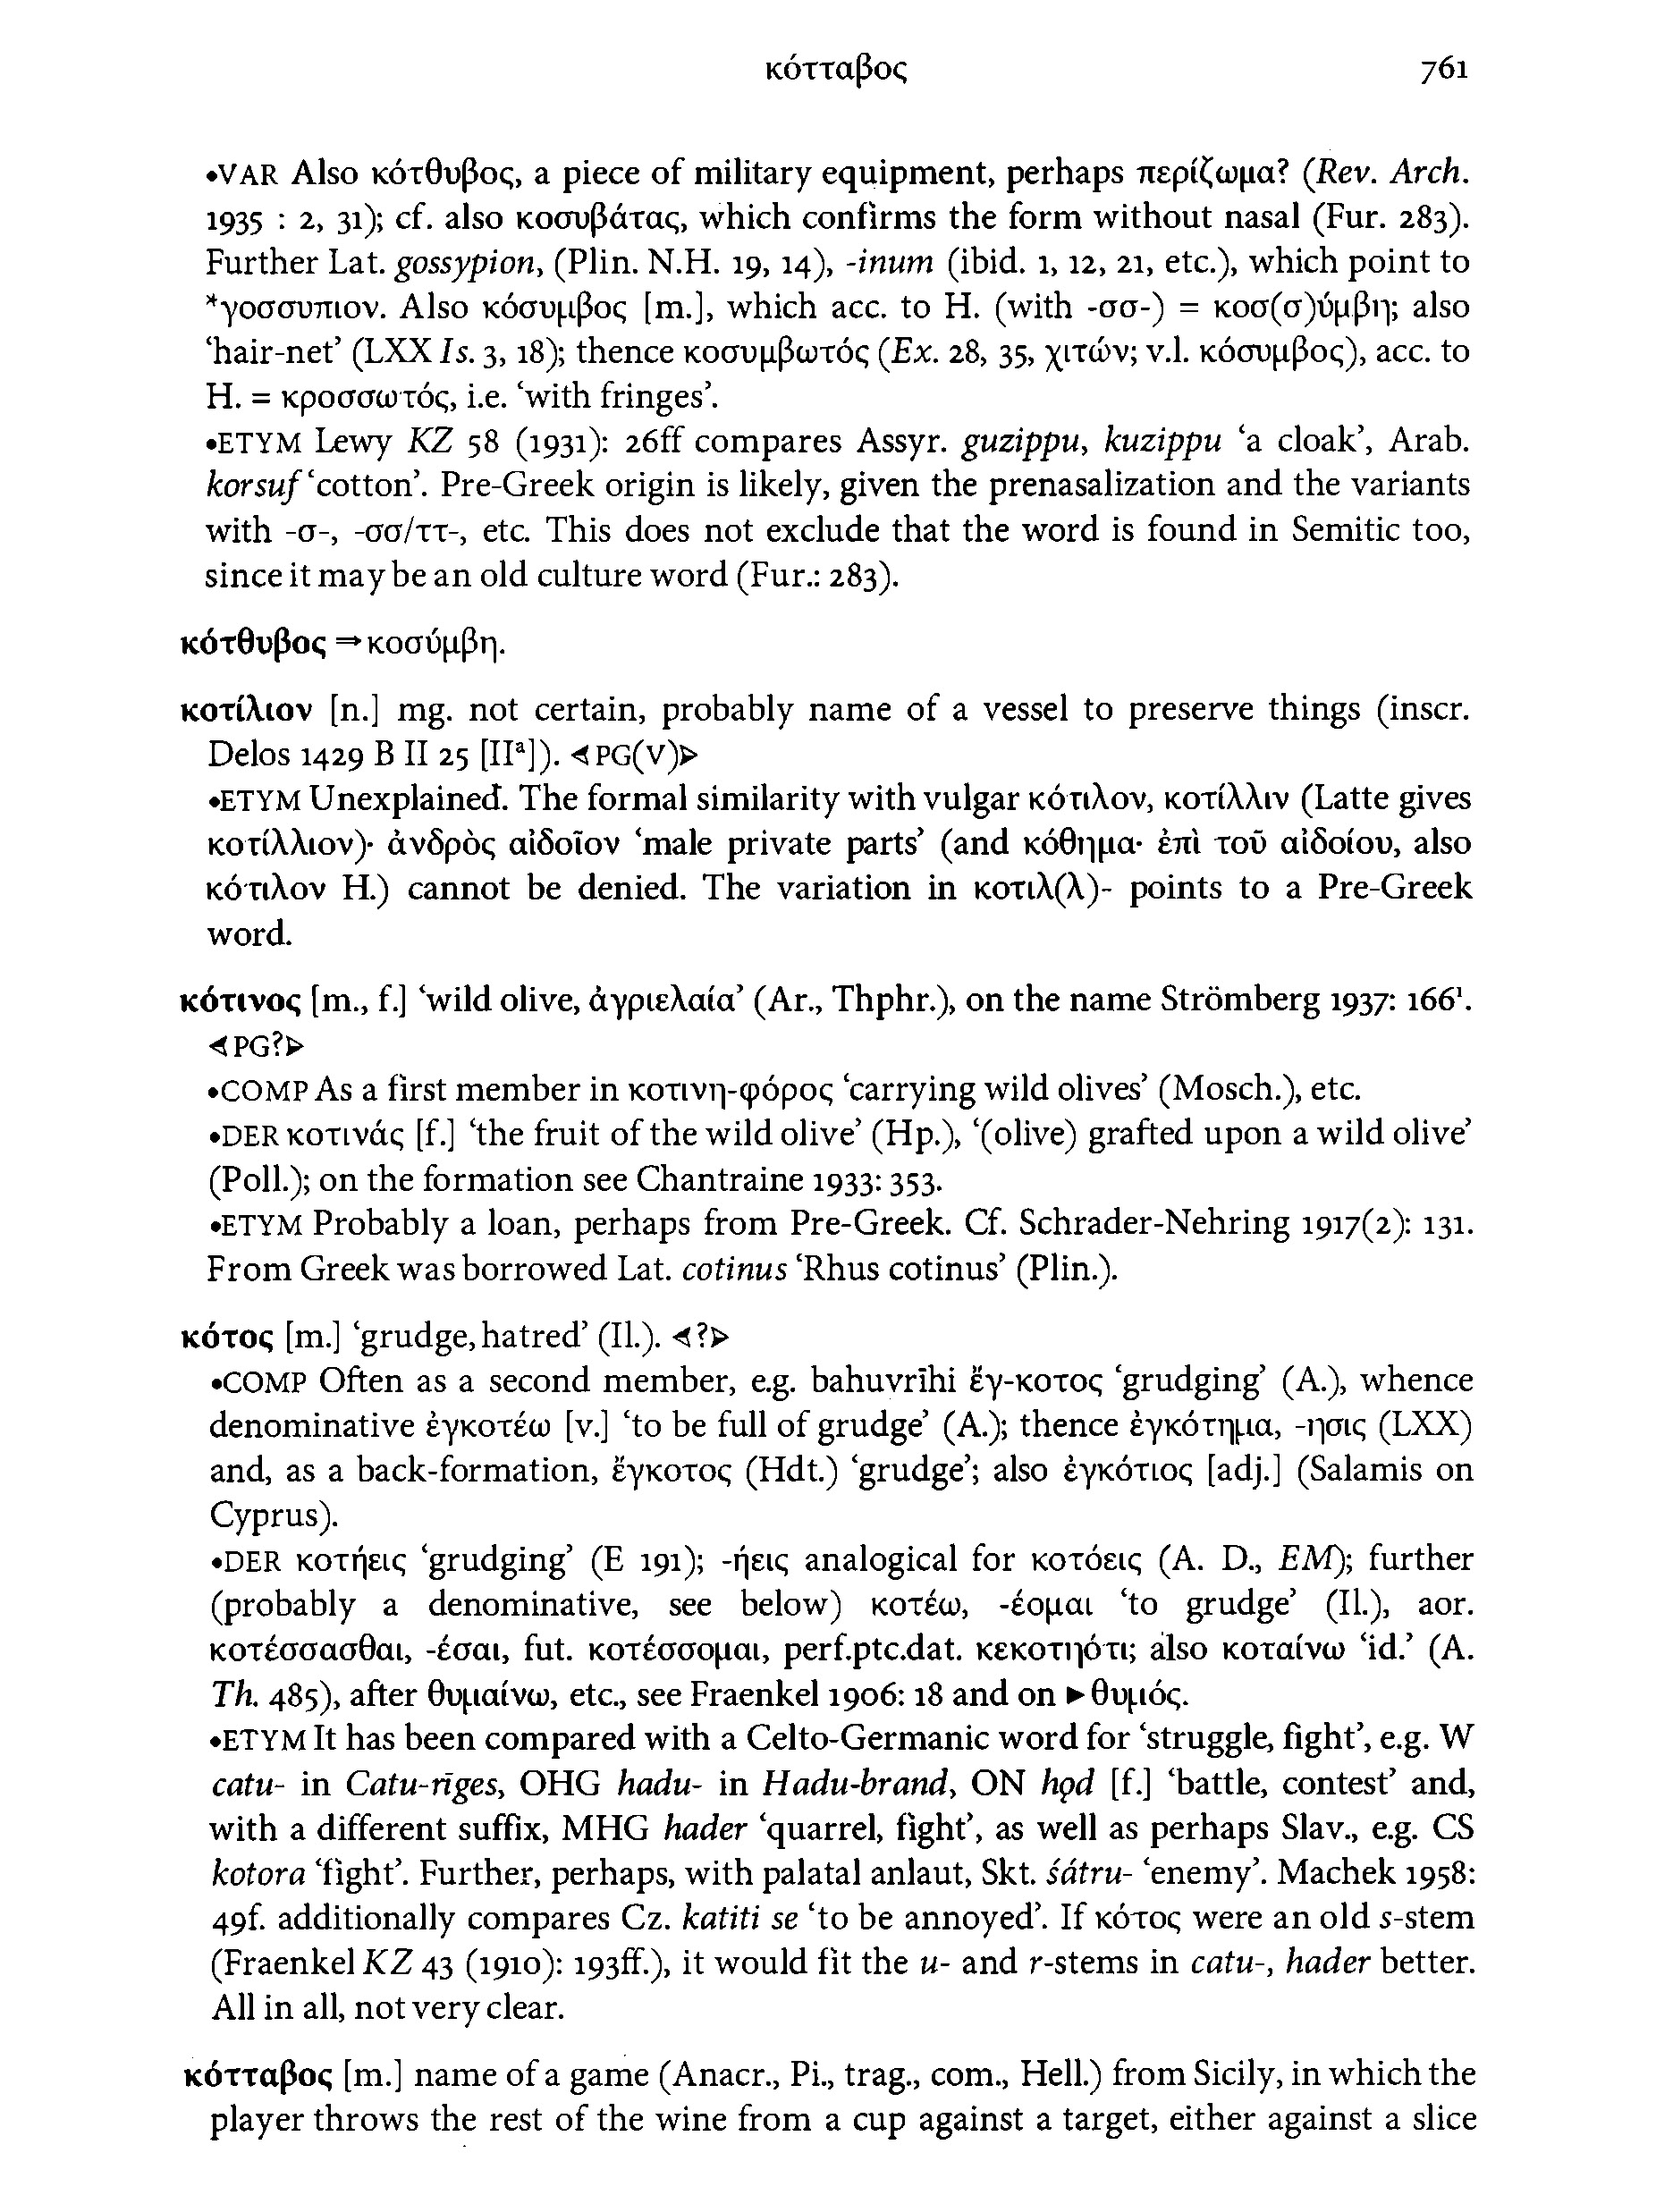 κότταβος 761
•VAR Also κότθυβος, a piece of military equipment, perhaps περίζωμα? (Rev. Arch.
1935 : 2, 31); cf. also κοσυβάτας, which confirms the form without nasal (Fur. 283).
Further Lat. gossypion, (Plin. N.H. 19, 14), -inum (ibid. 1, 12, 21, etc.), which point to
*γοσσυπιον. Also κόσυμβος [m.], which acc. to H. (with -σσ-) = κοσ(σ)ύμβη; also
‘hair-net’ (LXX Is. 3, 18); thence κοσυμβωτός (Ex. 28, 35, χιτών; v.l. κόσυμβος), acc. to
H. = κροσσωτός, i.e. ‘with fringes’.
•ETYM Lewy KZ 58 (1931): 26ff compares Assyr. guzippu, kuzippu ‘a cloak’, Arab.
korsuf ‘cotton’. Pre-Greek origin is likely, given the prenasalization and the variants
with -σ-, -σσ/ττ-, etc. This does not exclude that the word is found in Semitic too,
since it may be an old culture word (Fur.: 283).
κότθυβος ⇒ κοσύμβη.
κοτίλιον [n.] mg. not certain, probably name of a vessel to preserve things (inscr.
Delos 1429 B II 25 [IIᵃ]). ⊲PG(V)⊳
•ETYM Unexplained. The formal similarity with vulgar κότιλον, κοτίλλιν (Latte gives
κοτίλλιον)· ἀνδρὸς αἰδοῖον ‘male private parts’ (and κόθημα· ἐπὶ τοῦ αἰδοίου, also
κότιλον H.) cannot be denied. The variation in κοτιλ(λ)- points to a Pre-Greek
word.
κότινος [m., f.] ‘wild olive, ἀγριελαία’ (Ar., Thphr.), on the name Strömberg 1937: 166¹.
⊲PG?⊳
•COMP As a first member in κοτινη-φόρος ‘carrying wild olives’ (Mosch.), etc.
•DER κοτινάς [f.] ‘the fruit of the wild olive’ (Hp.), ‘(olive) grafted upon a wild olive’
(Poll.); on the formation see Chantraine 1933: 353.
•ETYM Probably a loan, perhaps from Pre-Greek. Cf. Schrader-Nehring 1917(2): 131.
From Greek was borrowed Lat. cotinus ‘Rhus cotinus’ (Plin.).
κότος [m.] ‘grudge, hatred’ (Il.). ⊲?⊳
•COMP Often as a second member, e.g. bahuvrīhi ἔγ-κοτος ‘grudging’ (A.), whence
denominative ἐγκοτέω [v.] ‘to be full of grudge’ (A.); thence ἐγκότημα, -ησις (LXX)
and, as a back-formation, ἔγκοτος (Hdt.) ‘grudge’; also ἐγκότιος [adj.] (Salamis on
Cyprus).
•DER κοτήεις ‘grudging’ (E 191); -ήεις analogical for κοτόεις (A. D., EM); further
(probably a denominative, see below) κοτέω, -έομαι ‘to grudge’ (Il.), aor.
κοτέσσασθαι, -έσαι, fut. κοτέσσομαι, perf.ptc.dat. κεκοτηότι; also κοταίνω ‘id.’ (A.
Th. 485), after θυμαίνω, etc., see Fraenkel 1906: 18 and on ►θυμός.
•ETYM It has been compared with a Celto-Germanic word for ‘struggle, fight’, e.g. W
catu- in Catu-rīges, OHG hadu- in Hadu-brand, ON hǫd [f.] ‘battle, contest’ and,
with a different suffix, MHG hader ‘quarrel, fight’, as well as perhaps Slav., e.g. CS
kotora ‘fight’. Further, perhaps, with palatal anlaut, Skt. śátru- ‘enemy’. Machek 1958:
49f. additionally compares Cz. katiti se ‘to be annoyed’. If κότος were an old s-stem
(Fraenkel KZ 43 (1910): 193ff.), it would fit the u- and r-stems in catu-, hader better.
All in all, not very clear.
κότταβος [m.] name of a game (Anacr., Pi., trag., com., Hell.) from Sicily, in which the
player throws the rest of the wine from a cup against a target, either against a slice